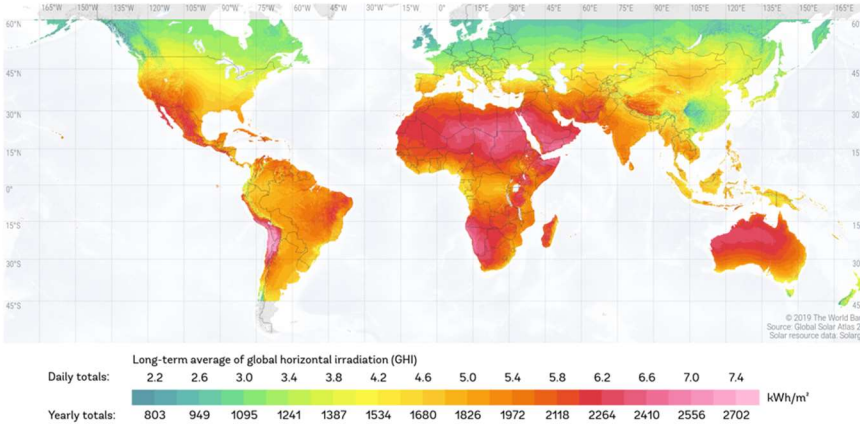 165°W 150°W 135°W 120°W 105°W 90°W 75°W 60°W 45°W 30°W 15°W 0° 15°E 30°E 45°E 60°E 75°E 90°E 105°E 120°E 135°E 150°E 165°E
60°N
45°N
30°N
15°N
0°
15°S
30°S
45°S
© 2019 The World Ba
Source: Global Solar Atlas 2
Solar resource data: Solarg
Long-term average of global horizontal irradiation (GHI)
Daily totals: 2.2 2.6 3.0 3.4 3.8 4.2 4.6 5.0 5.4 5.8 6.2 6.6 7.0 7.4
kWh/m²
Yearly totals: 803 949 1095 1241 1387 1534 1680 1826 1972 2118 2264 2410 2556 2702